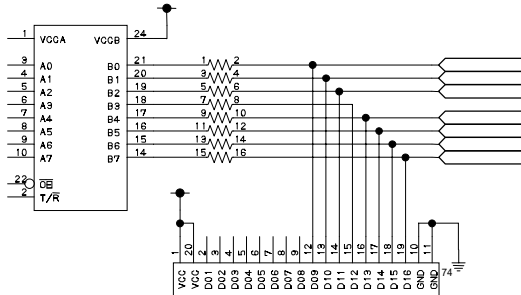 1 VCCA VCCB 24
3 A0 B0 21 1 2
4 A1 B1 20 3 4
5 A2 B2 19 5 6
6 A3 B3 18 7 8
7 A4 B4 17 9 10
8 A5 B5 16 11 12
9 A6 B6 15 13 14
10 A7 B7 14 15 16
22 OE
2 T/R
1 20 2 3 4 5 6 7 8 9 12 13 14 15 16 17 18 19 10 11
VCC VCC D01 D02 D03 D04 D05 D06 D07 D08 D09 D10 D11 D12 D13 D14 D15 D16 GND GND 74